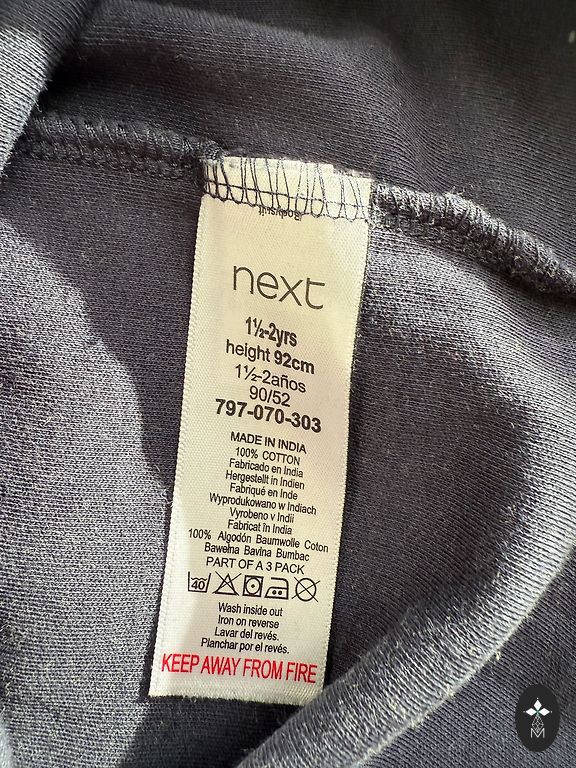 Bodysuit
next
1½-2yrs
height 92cm
1½-2años
90/52
797-070-303
MADE IN INDIA
100% COTTON
Fabricado en India
Hergestellt in Indien
Fabriqué en Inde
Wyprodukowano w Indiach
Vyrobeno v Indii
Fabricat în India
100% Algodón Baumwolle Coton
Bawełna Bavlna Bumbac
PART OF A 3 PACK
40
Wash inside out
Iron on reverse
Lavar del revés.
Planchar por el revés.
KEEP AWAY FROM FIRE
M